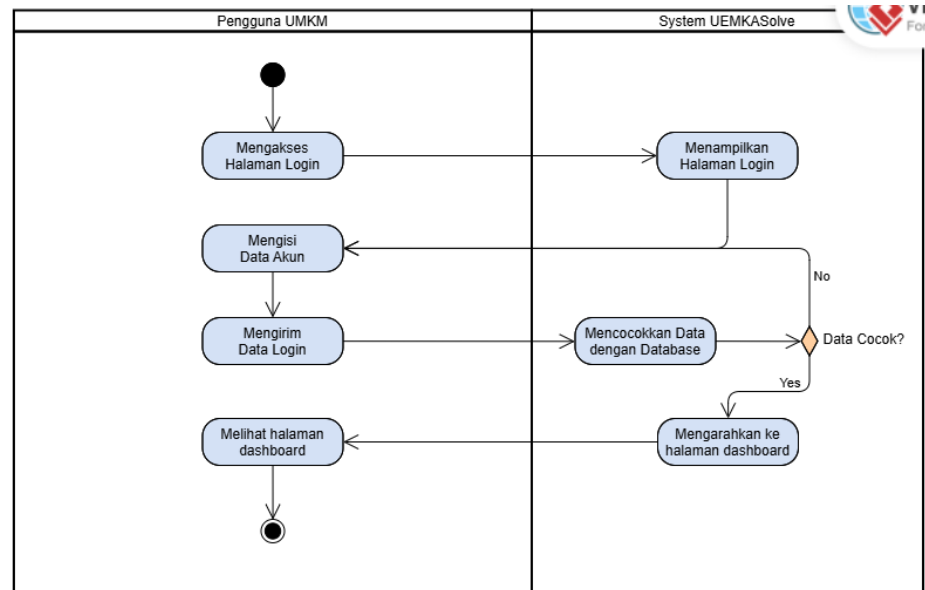 Pengguna UMKM
System UEMKASolve
Mengakses
Halaman Login
Menampilkan
Halaman Login
Mengisi
Data Akun
No
Mengirim
Data Login
Mencocokkan Data
dengan Database
Data Cocok?
Yes
Melihat halaman
dashboard
Mengarahkan ke
halaman dashboard